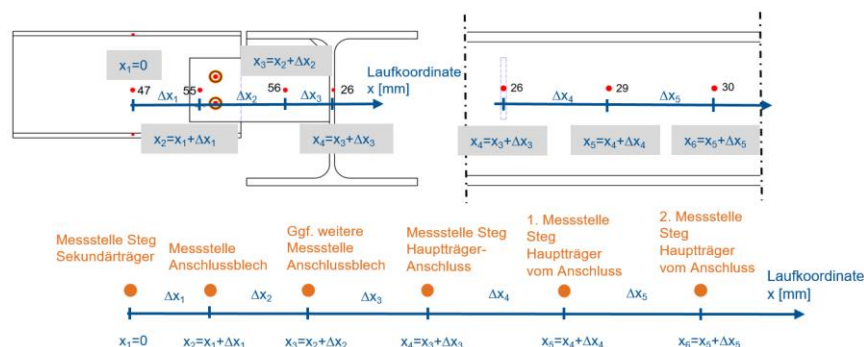 x₁=0
x₃=x₂+Δx₂
Laufkoordinate
x [mm]
47
Δx₁
55
Δx₂
56
Δx₃
26
x₂=x₁+Δx₁
x₄=x₃+Δx₃
26
29
30
Δx₄
Δx₅
x₄=x₃+Δx₃
x₅=x₄+Δx₄
x₆=x₅+Δx₅
Messstelle Steg
Sekundärträger
Messstelle
Anschlussblech
Ggf. weitere
Messstelle
Anschlussblech
Messstelle Steg
Hauptträger-
Anschluss
1. Messstelle
Steg
Hauptträger
vom Anschluss
2. Messstelle
Steg
Hauptträger
vom Anschluss
Laufkoordinate
x [mm]
Δx₁
Δx₂
Δx₃
Δx₄
Δx₅
x₁=0
x₂=x₁+Δx₁
x₃=x₂+Δx₂
x₄=x₃+Δx₃
x₅=x₄+Δx₄
x₆=x₅+Δx₅